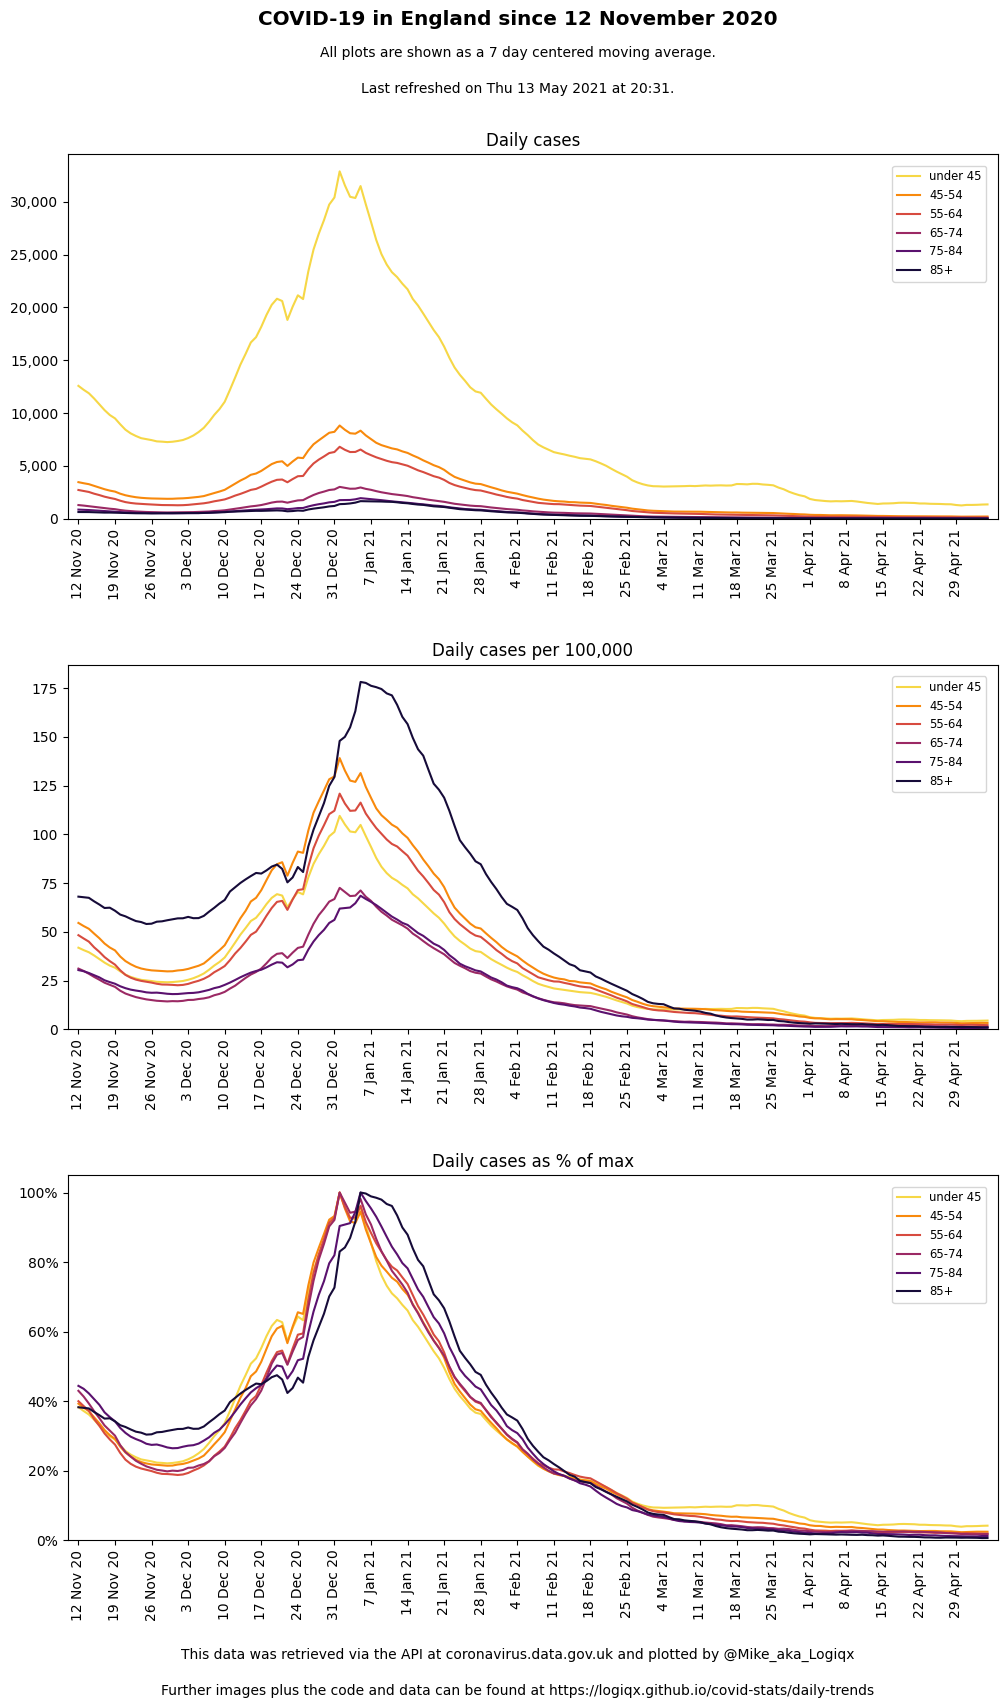 COVID-19 in England since 12 November 2020
All plots are shown as a 7 day centered moving average.
Last refreshed on Thu 13 May 2021 at 20:31.
Daily cases
30,000
25,000
20,000
15,000
10,000
5,000
0
under 45
45-54
55-64
65-74
75-84
85+
12 Nov 20
19 Nov 20
26 Nov 20
3 Dec 20
10 Dec 20
17 Dec 20
24 Dec 20
31 Dec 20
7 Jan 21
14 Jan 21
21 Jan 21
28 Jan 21
4 Feb 21
11 Feb 21
18 Feb 21
25 Feb 21
4 Mar 21
11 Mar 21
18 Mar 21
25 Mar 21
1 Apr 21
8 Apr 21
15 Apr 21
22 Apr 21
29 Apr 21
Daily cases per 100,000
175
150
125
100
75
50
25
0
under 45
45-54
55-64
65-74
75-84
85+
12 Nov 20
19 Nov 20
26 Nov 20
3 Dec 20
10 Dec 20
17 Dec 20
24 Dec 20
31 Dec 20
7 Jan 21
14 Jan 21
21 Jan 21
28 Jan 21
4 Feb 21
11 Feb 21
18 Feb 21
25 Feb 21
4 Mar 21
11 Mar 21
18 Mar 21
25 Mar 21
1 Apr 21
8 Apr 21
15 Apr 21
22 Apr 21
29 Apr 21
Daily cases as % of max
100%
80%
60%
40%
20%
0%
under 45
45-54
55-64
65-74
75-84
85+
12 Nov 20
19 Nov 20
26 Nov 20
3 Dec 20
10 Dec 20
17 Dec 20
24 Dec 20
31 Dec 20
7 Jan 21
14 Jan 21
21 Jan 21
28 Jan 21
4 Feb 21
11 Feb 21
18 Feb 21
25 Feb 21
4 Mar 21
11 Mar 21
18 Mar 21
25 Mar 21
1 Apr 21
8 Apr 21
15 Apr 21
22 Apr 21
29 Apr 21
This data was retrieved via the API at coronavirus.data.gov.uk and plotted by @Mike_aka_Logiqx
Further images plus the code and data can be found at https://logiqx.github.io/covid-stats/daily-trends